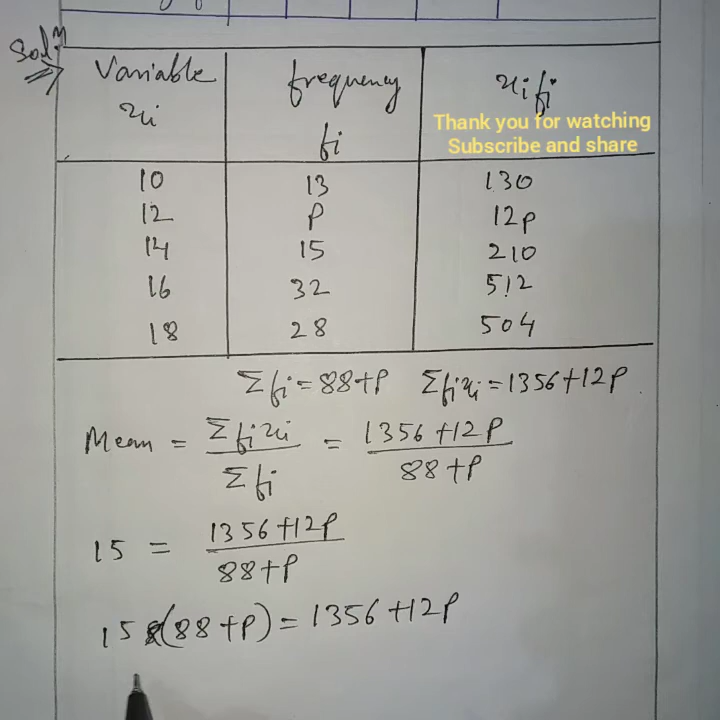 Solⁿ
Variable frequency xifi
xi fi
Thank you for watching
Subscribe and share
10 13 130
12 P 12p
14 15 210
16 32 512
18 28 504
Σfi = 88+P Σfixi = 1356+12P
Mean = Σfixi / Σfi = 1356+12P / 88+P
15 = 1356+12P / 88+P
15(88+P) = 1356+12P